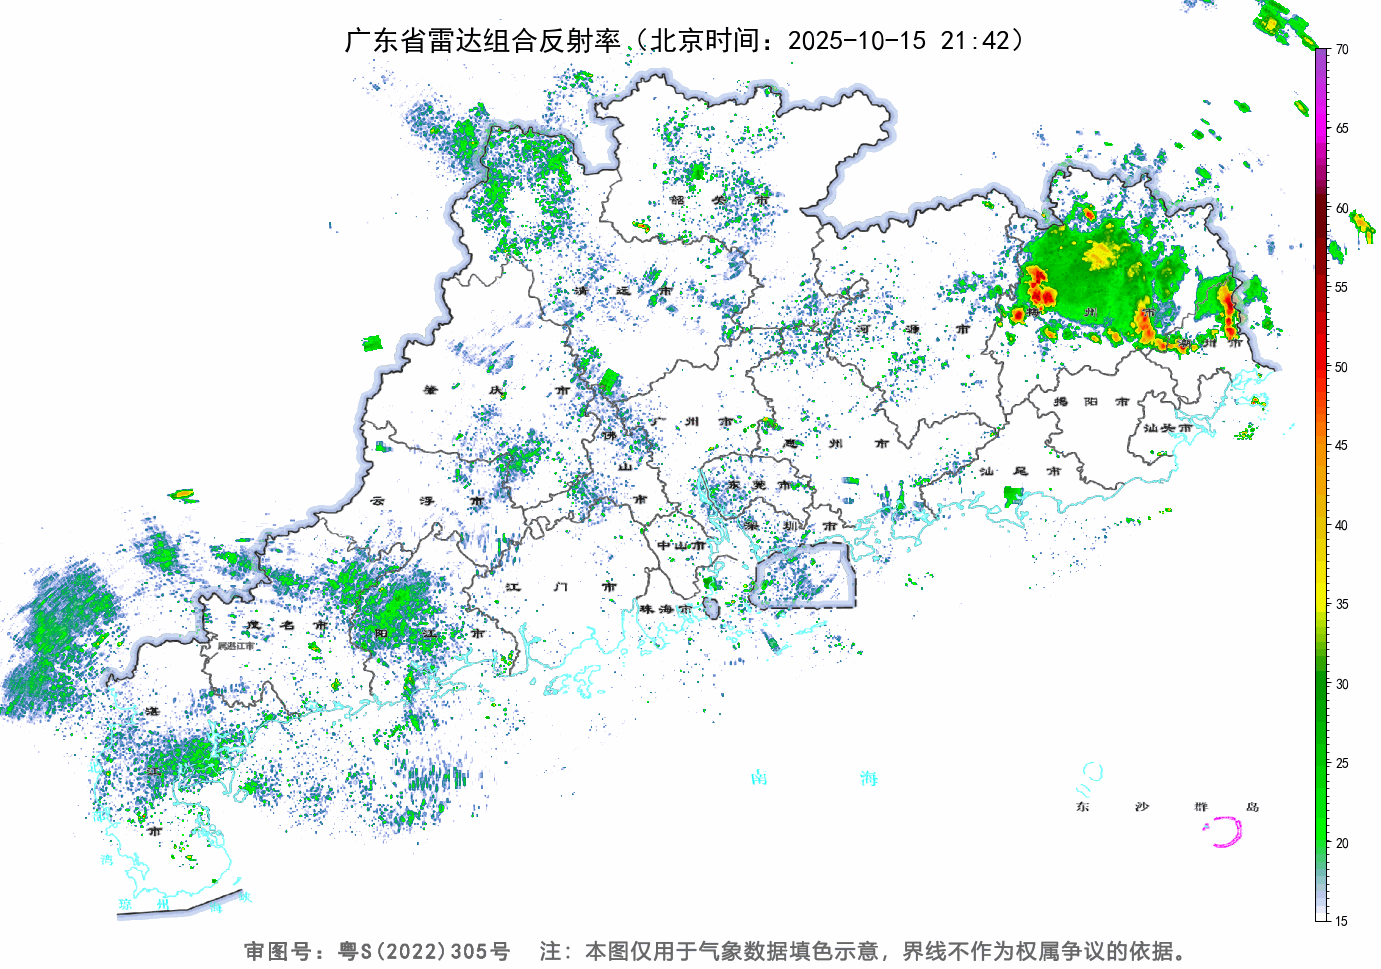 广东省雷达组合反射率（北京时间：2025-10-15 21:42）
70
65
60
55
50
45
40
35
30
25
20
15
韶关市
清远市
河源市
梅州市
潮州市
肇庆市
广州市
惠州市
揭阳市
汕头市
佛山市
云浮市
东莞市
汕尾市
深圳市
中山市
江门市
珠海市
茂名市
阳江市
属湛江市
湛江市
南海
东沙群岛
湾
琼州海峡
审图号：粤S(2022)305号 注：本图仅用于气象数据填色示意，界线不作为权属争议的依据。